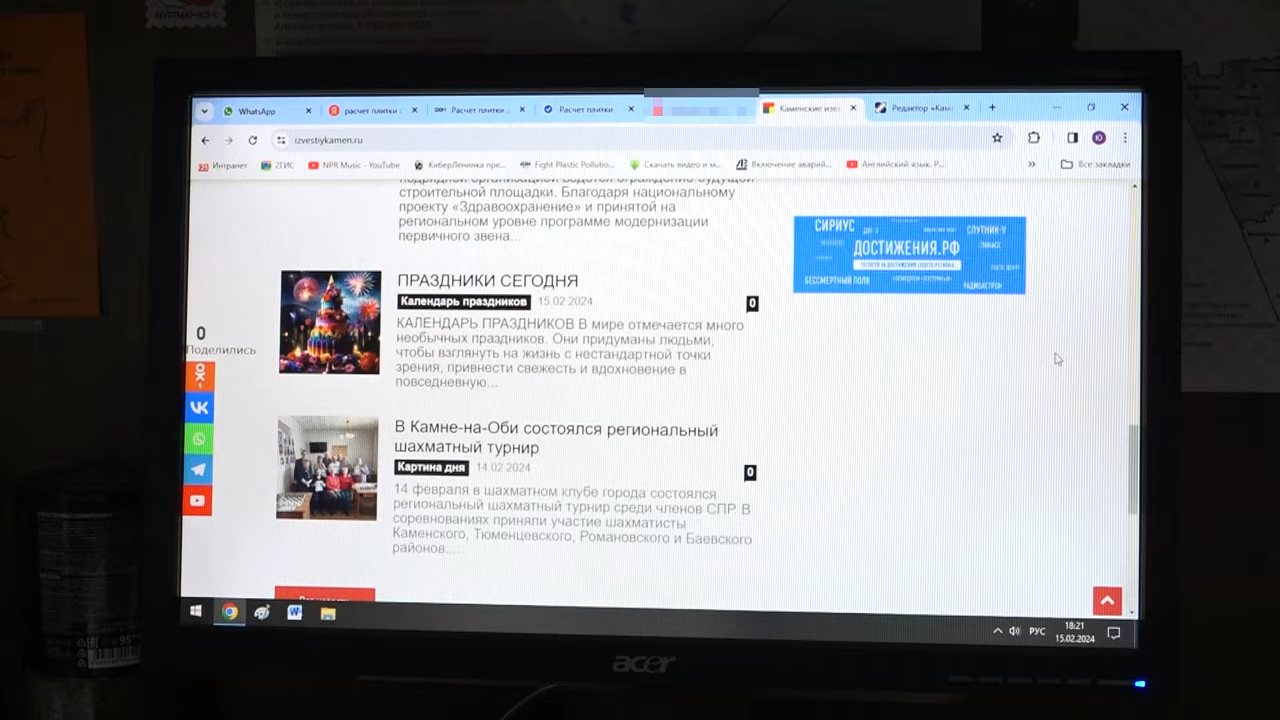 МУРМАНСК
WhatsApp
расчет плитки
Расчет плитки
Расчет плитки
Каменские изве
Редактор «Кам
izvestiykamen.ru
Интранет
2ГИС
NPR Music - YouTube
КиберЛенинка пре...
Fight Plastic Pollutio...
Скачать видео и м...
Включение аварий...
Английский язык. Р...
Все закладки
строительной площадки. Благодаря национальному
проекту «Здравоохранение» и принятой на
региональном уровне программе модернизации
первичного звена...
СИРИУС
СПУТНИК-V
ДОСТИЖЕНИЯ.РФ
БЕССМЕРТНЫЙ ПОЛК
ПРАЗДНИКИ СЕГОДНЯ
Календарь праздников 15.02.2024 0
КАЛЕНДАРЬ ПРАЗДНИКОВ В мире отмечается много
необычных праздников. Они придуманы людьми,
чтобы взглянуть на жизнь с нестандартной точки
зрения, привнести свежесть и вдохновение в
повседневную...
0
Поделились
В Камне-на-Оби состоялся региональный
шахматный турнир
Картина дня 14.02.2024 0
14 февраля в шахматном клубе города состоялся
региональный шахматный турнир среди членов СПР. В
соревнованиях приняли участие шахматисты
Каменского, Тюменцевского, Романовского и Баевского
районов......
РУС
18:21
15.02.2024
acer